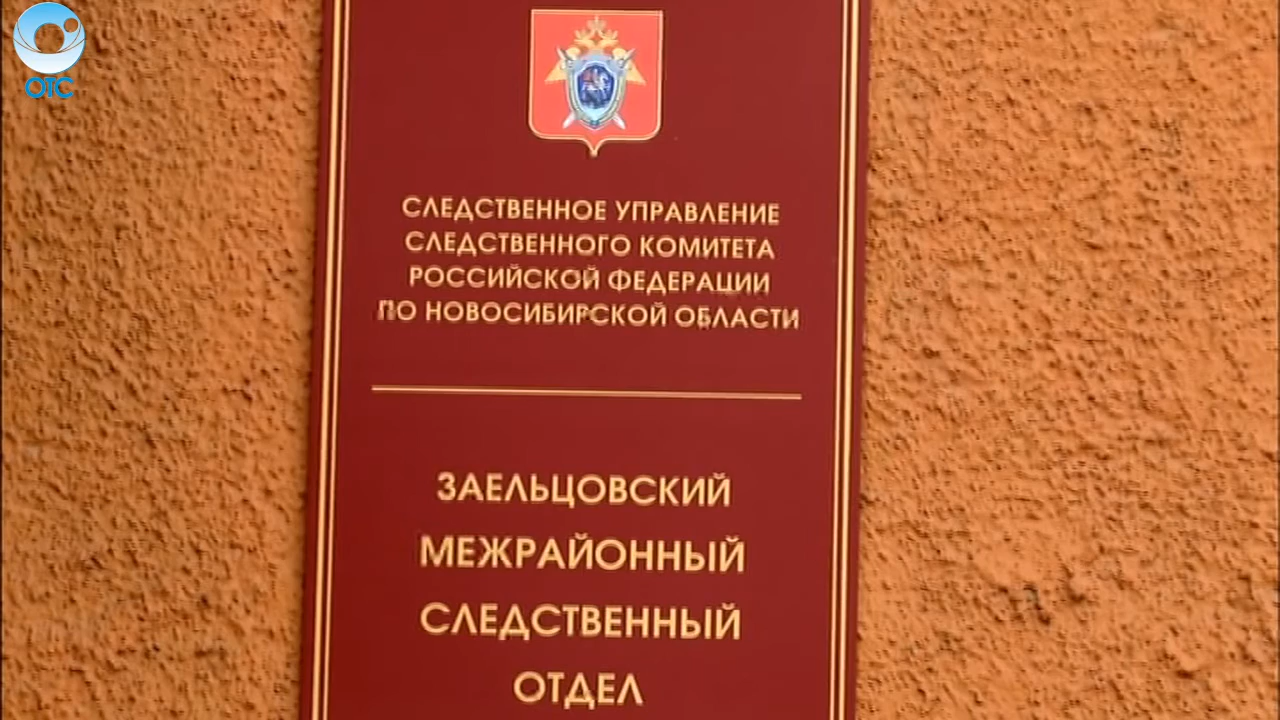 ОТС
СЛЕДСТВЕННОЕ УПРАВЛЕНИЕ
СЛЕДСТВЕННОГО КОМИТЕТА
РОССИЙСКОЙ ФЕДЕРАЦИИ
ПО НОВОСИБИРСКОЙ ОБЛАСТИ
ЗАЕЛЬЦОВСКИЙ
МЕЖРАЙОННЫЙ
СЛЕДСТВЕННЫЙ
ОТДЕЛ